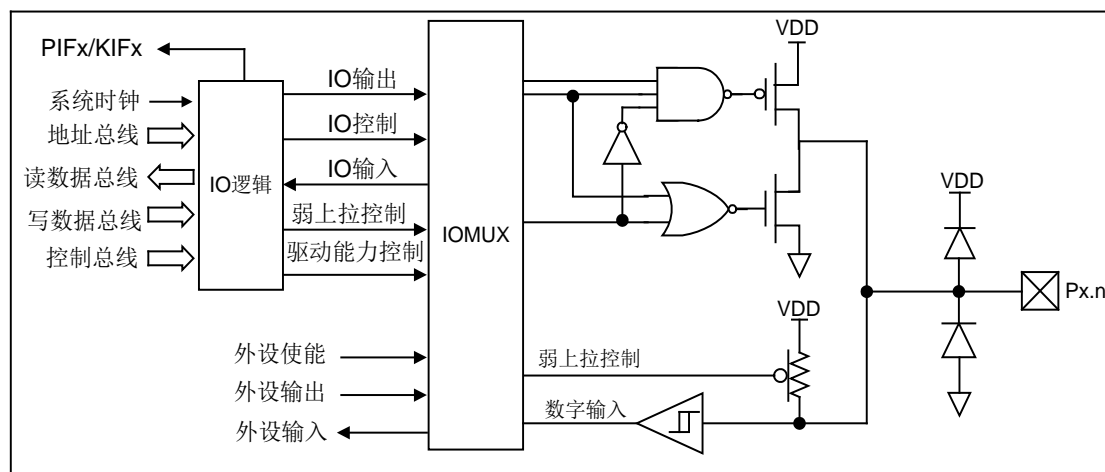 PIFx/KIFx
系统时钟
地址总线
读数据总线
写数据总线
控制总线
IO逻辑
IO输出
IO控制
IO输入
弱上拉控制
驱动能力控制
外设使能
外设输出
外设输入
IOMUX
弱上拉控制
数字输入
VDD
VDD
VDD
Px.n